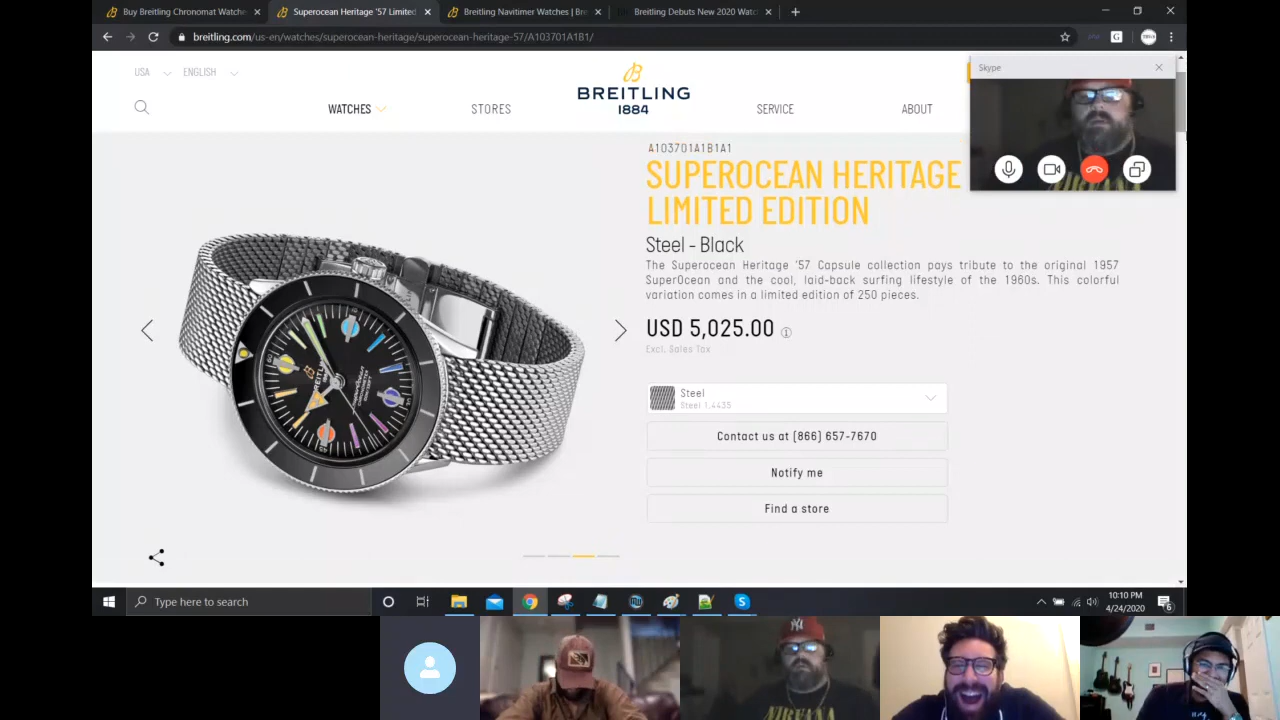 Buy Breitling Chronomat Watche
Superocean Heritage '57 Limited
Breitling Navitimer Watches | Bre
Breitling Debuts New 2020 Watc
breitling.com/us-en/watches/superocean-heritage/superocean-heritage-57/A103701A1B1/
USA
ENGLISH
BREITLING
1884
WATCHES
STORES
SERVICE
ABOUT
Skype
A103701A1B1A1
SUPEROCEAN HERITAGE
LIMITED EDITION
Steel - Black
The Superocean Heritage '57 Capsule collection pays tribute to the original 1957
SuperOcean and the cool, laid-back surfing lifestyle of the 1960s. This colorful
variation comes in a limited edition of 250 pieces.
USD 5,025.00
Excl. Sales Tax
Steel
Steel 1.4435
Contact us at (866) 657-7670
Notify me
Find a store
Type here to search
10:10 PM
4/24/2020
6
NIRVANA